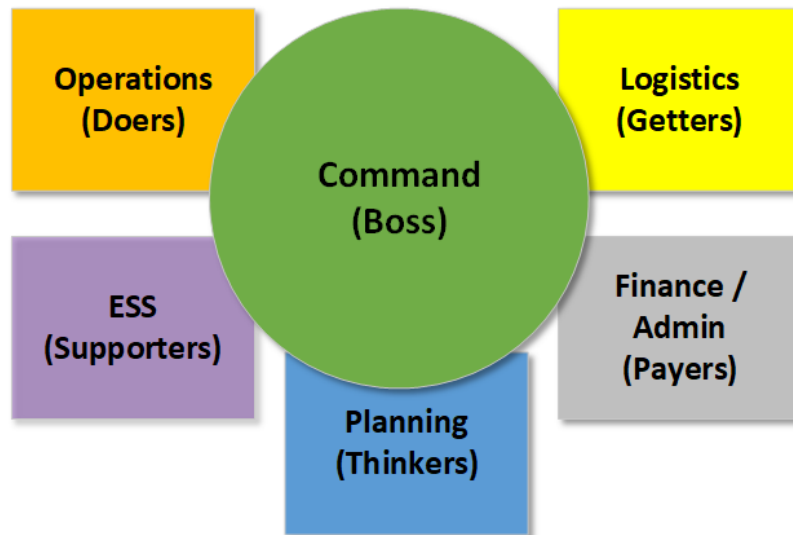 Operations
(Doers)
Logistics
(Getters)
Command
(Boss)
ESS
(Supporters)
Finance /
Admin
(Payers)
Planning
(Thinkers)